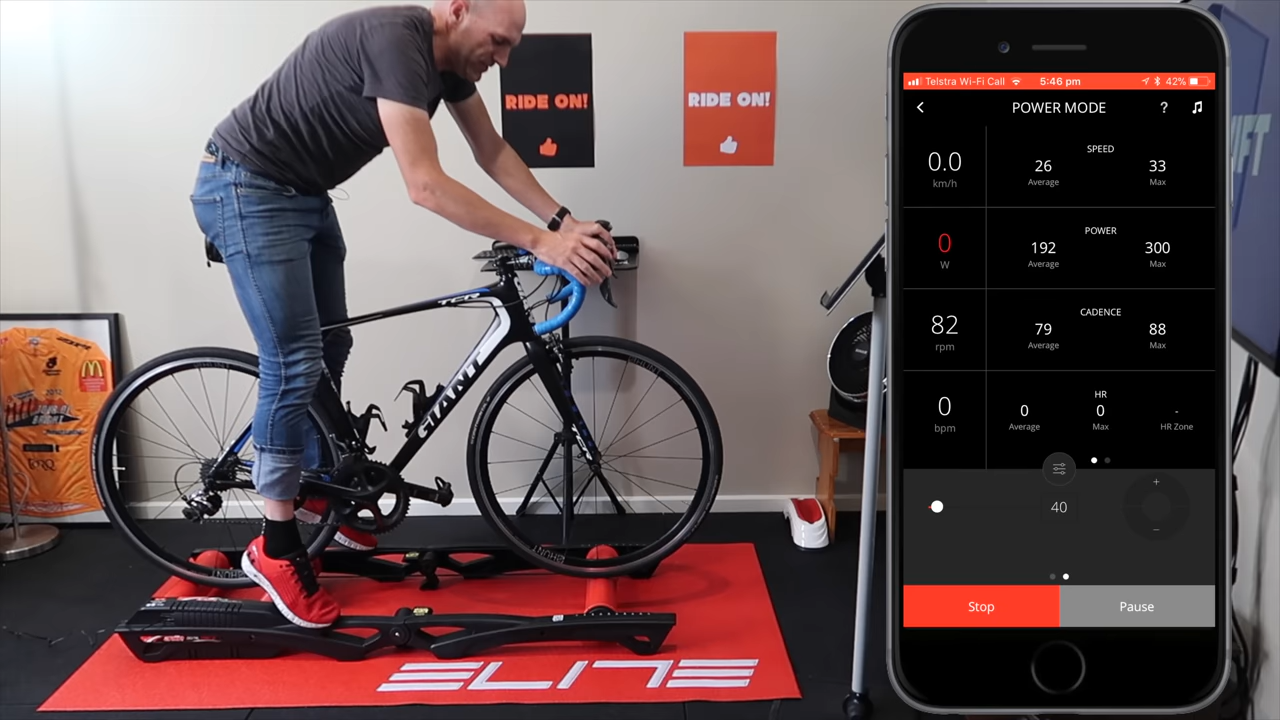 RIDE ON!
RIDE ON!
TCR
GIANT
ELITE
Telstra Wi-Fi Call
5:46 pm
42%
POWER MODE
?
0.0
km/h
SPEED
26
33
Average
Max
0
W
POWER
192
300
Average
Max
82
rpm
CADENCE
79
88
Average
Max
0
bpm
HR
0
0
-
Average
Max
HR Zone
40
+
−
Stop
Pause